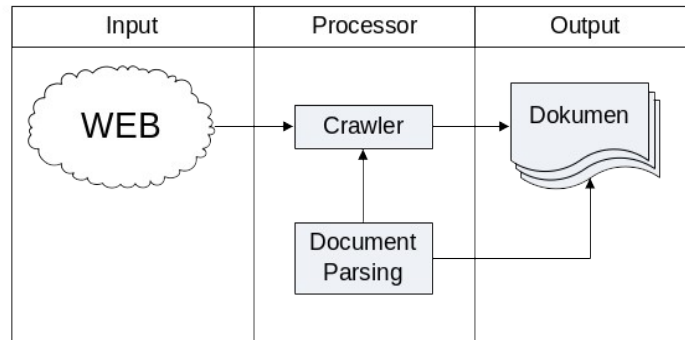 Input
Processor
Output
WEB
Crawler
Dokumen
Document
Parsing